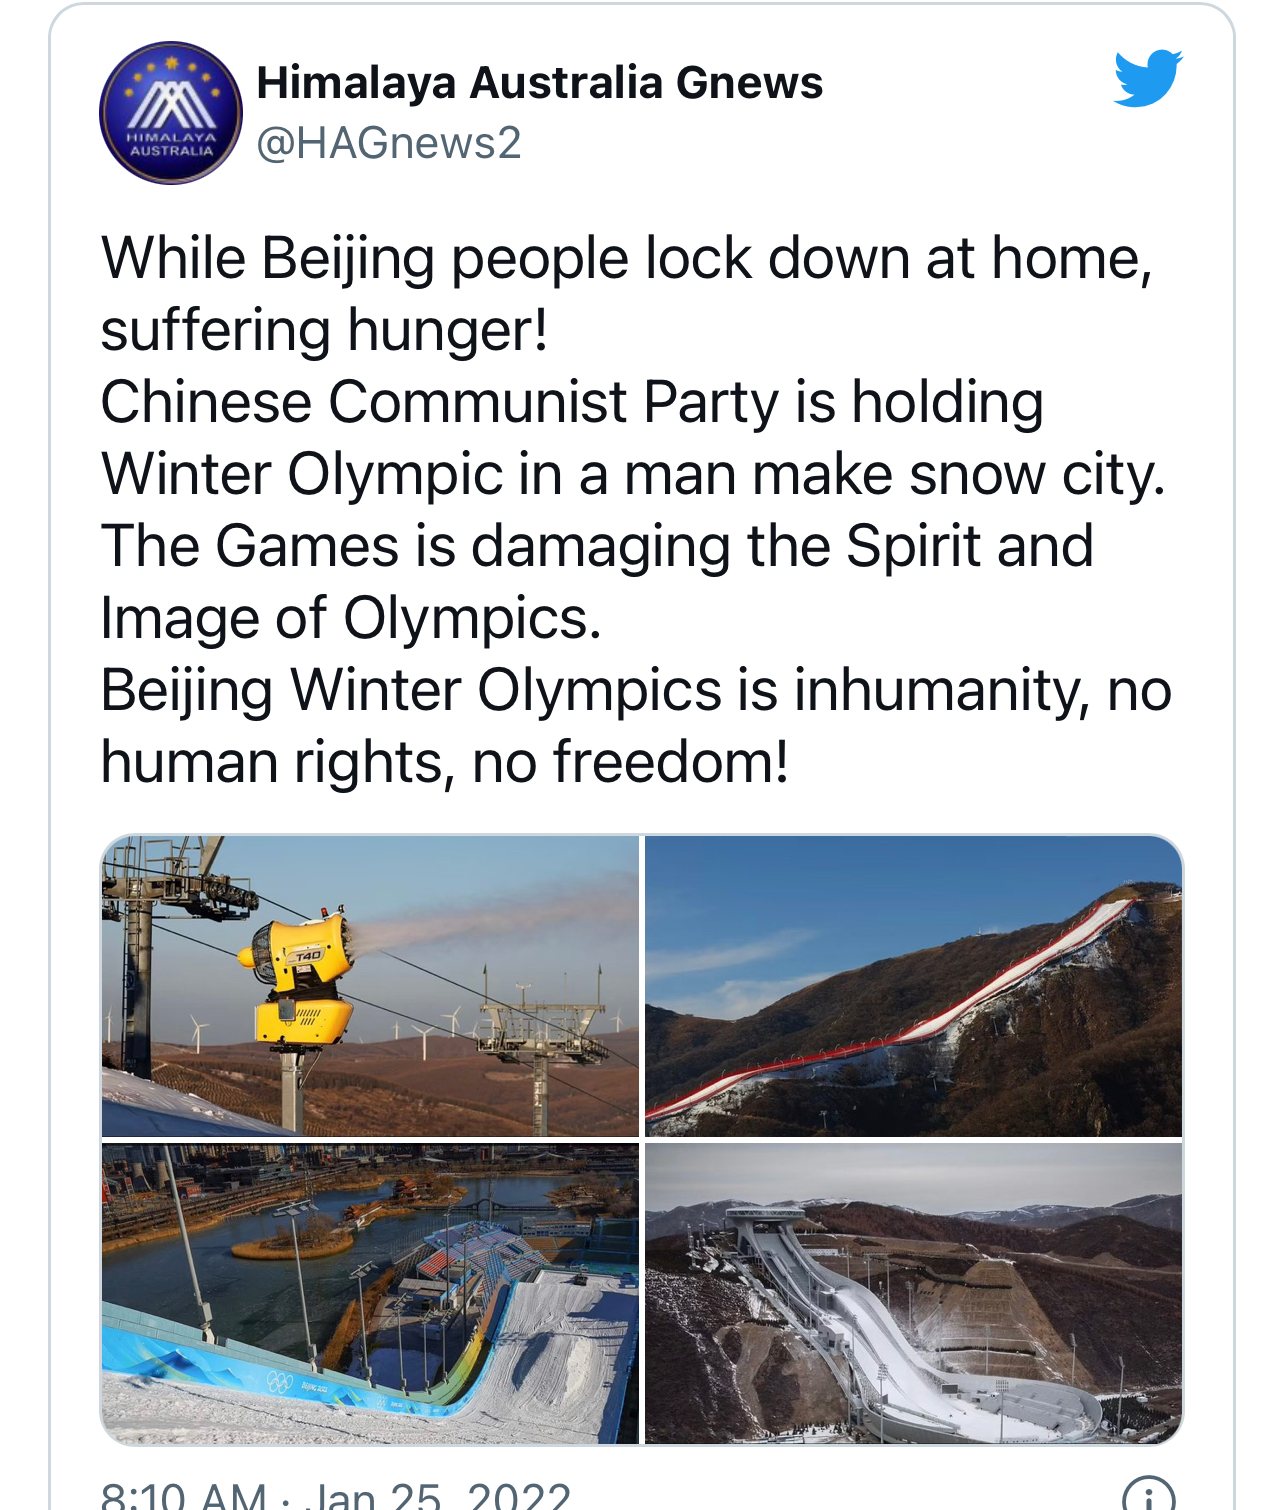 HIMALAYA
AUSTRALIA
Himalaya Australia Gnews
@HAGnews2
While Beijing people lock down at home,
suffering hunger!
Chinese Communist Party is holding
Winter Olympic in a man make snow city.
The Games is damaging the Spirit and
Image of Olympics.
Beijing Winter Olympics is inhumanity, no
human rights, no freedom!
T40
BEIJING 2022
8:10 AM · Jan 25, 2022